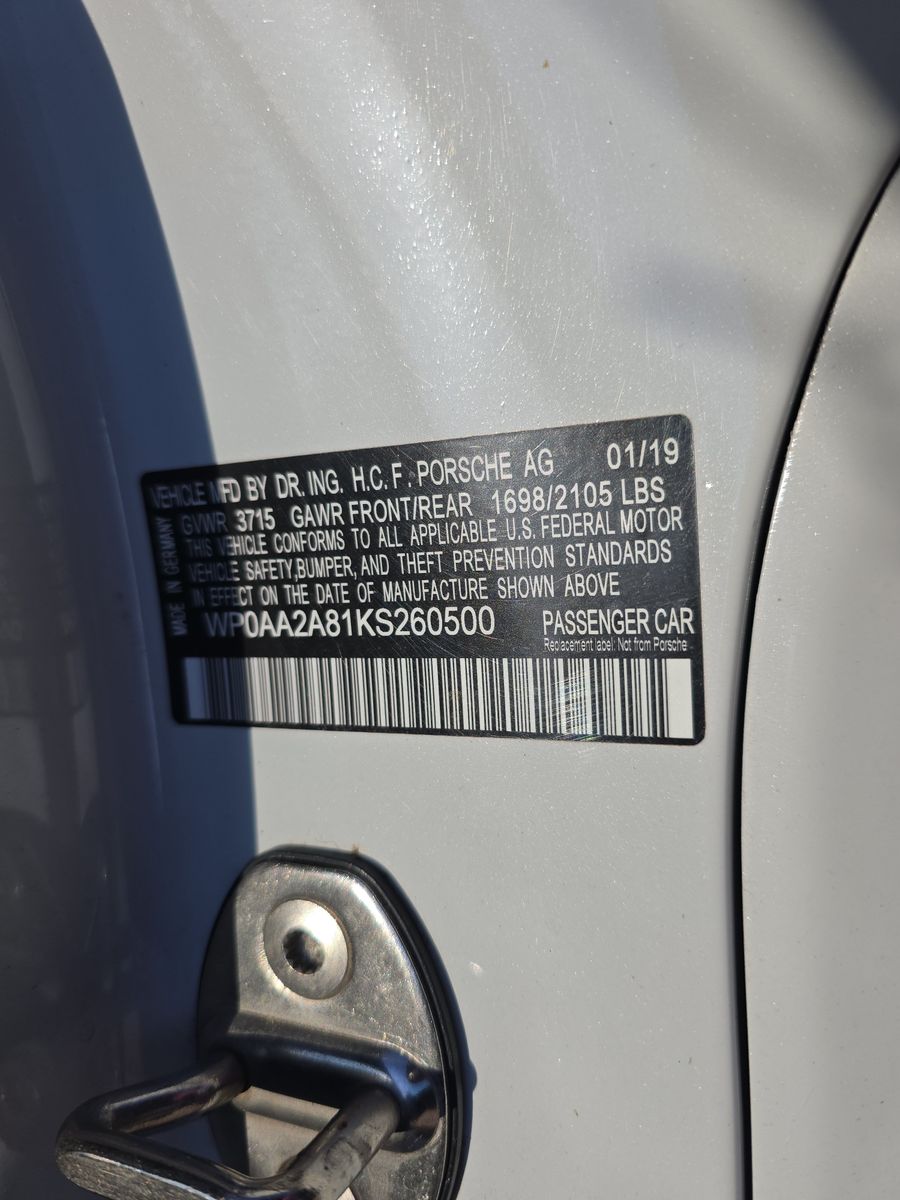 VEHICLE MFD BY DR. ING. H.C.F. PORSCHE AG 01/19
GVWR 3715 GAWR FRONT/REAR 1698/2105 LBS
THIS VEHICLE CONFORMS TO ALL APPLICABLE U.S. FEDERAL MOTOR
VEHICLE SAFETY,BUMPER, AND THEFT PREVENTION STANDARDS
IN EFFECT ON THE DATE OF MANUFACTURE SHOWN ABOVE
WP0AA2A81KS260500 PASSENGER CAR
Replacement label: Not from Porsche
MADE IN GERMANY